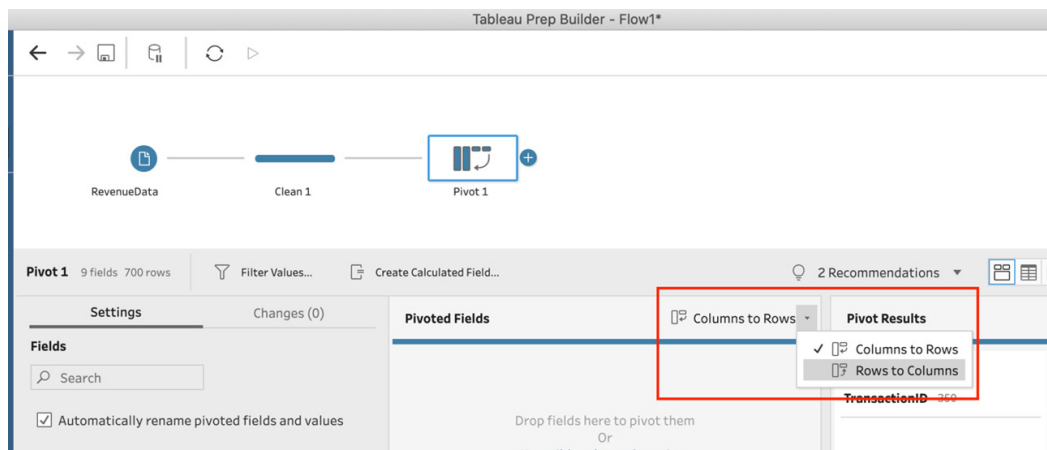 Tableau Prep Builder - Flow1*
RevenueData
Clean 1
Pivot 1
Pivot 1 9 fields 700 rows Filter Values... Create Calculated Field... 2 Recommendations
Settings Changes (0)
Pivoted Fields Columns to Rows Pivot Results
Fields
Columns to Rows
Rows to Columns
Search
TransactionID 350
Automatically rename pivoted fields and values
Drop fields here to pivot them
Or